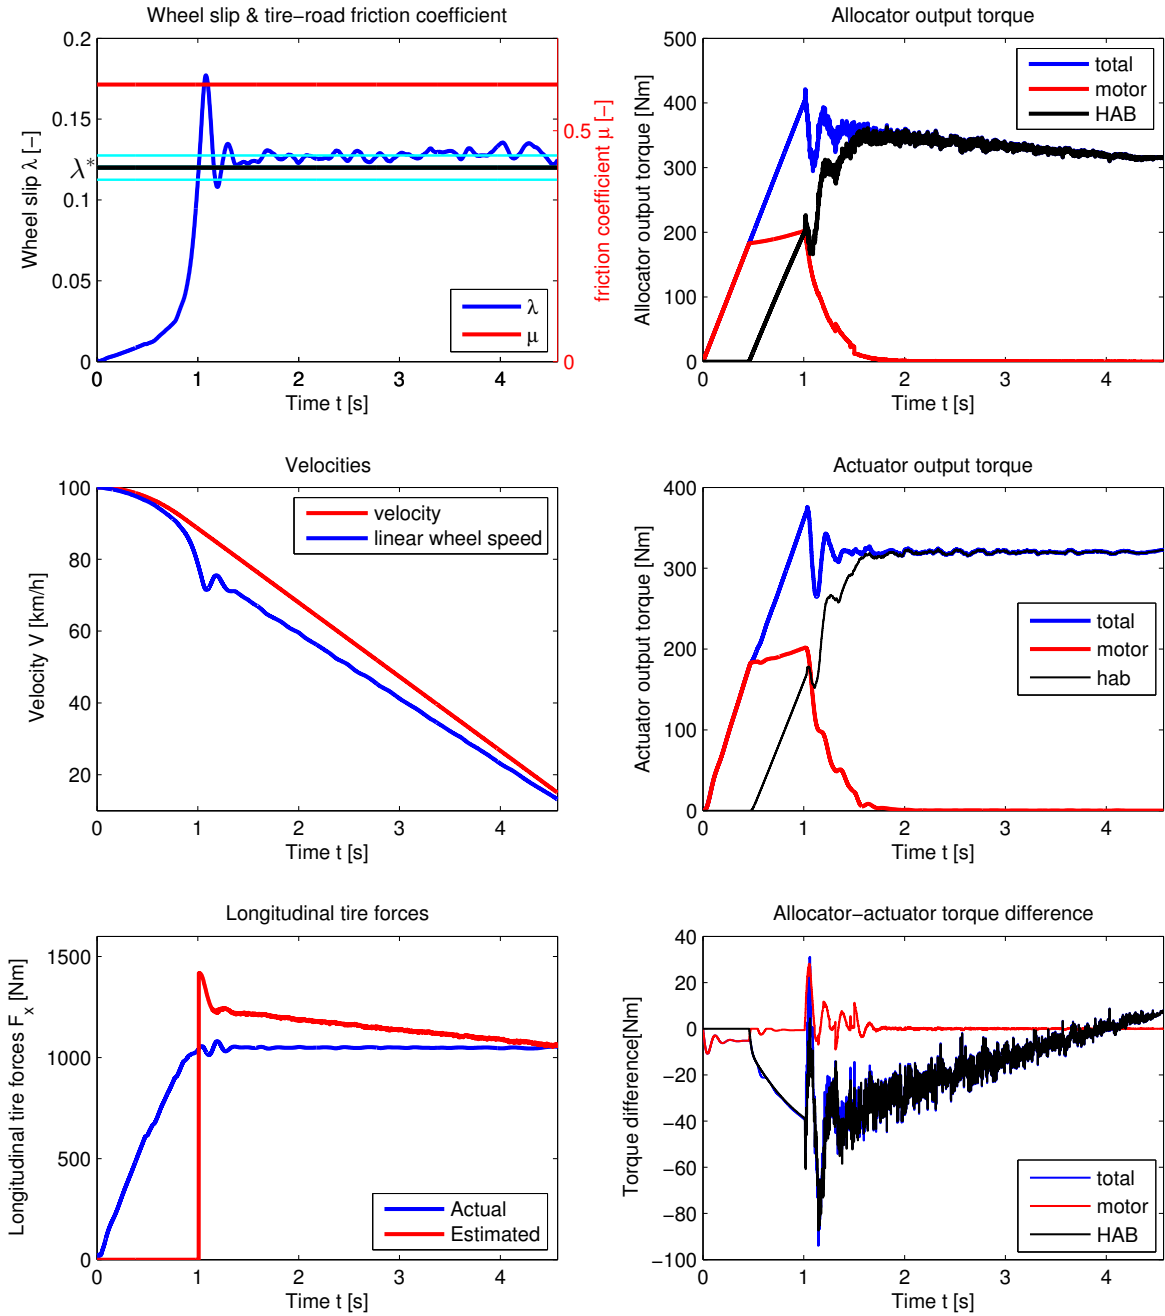 Wheel slip & tire−road friction coefficient
0.2
0.15
λ*
0.1
0.05
0
Wheel slip λ [−]
0.5
0
friction coefficient μ [−]
λ
μ
0 1 2 3 4
Time t [s]
Allocator output torque
500
400
300
200
100
0
Allocator output torque [Nm]
total
motor
HAB
0 1 2 3 4
Time t [s]
Velocities
100
80
60
40
20
Velocity V [km/h]
velocity
linear wheel speed
0 1 2 3 4
Time t [s]
Actuator output torque
400
300
200
100
0
Actuator output torque [Nm]
total
motor
hab
0 1 2 3 4
Time t [s]
Longitudinal tire forces
1500
1000
500
0
Longitudinal tire forces F_x [Nm]
Actual
Estimated
0 1 2 3 4
Time t [s]
Allocator−actuator torque difference
40
20
0
−20
−40
−60
−80
−100
Torque difference[Nm]
total
motor
HAB
0 1 2 3 4
Time t [s]